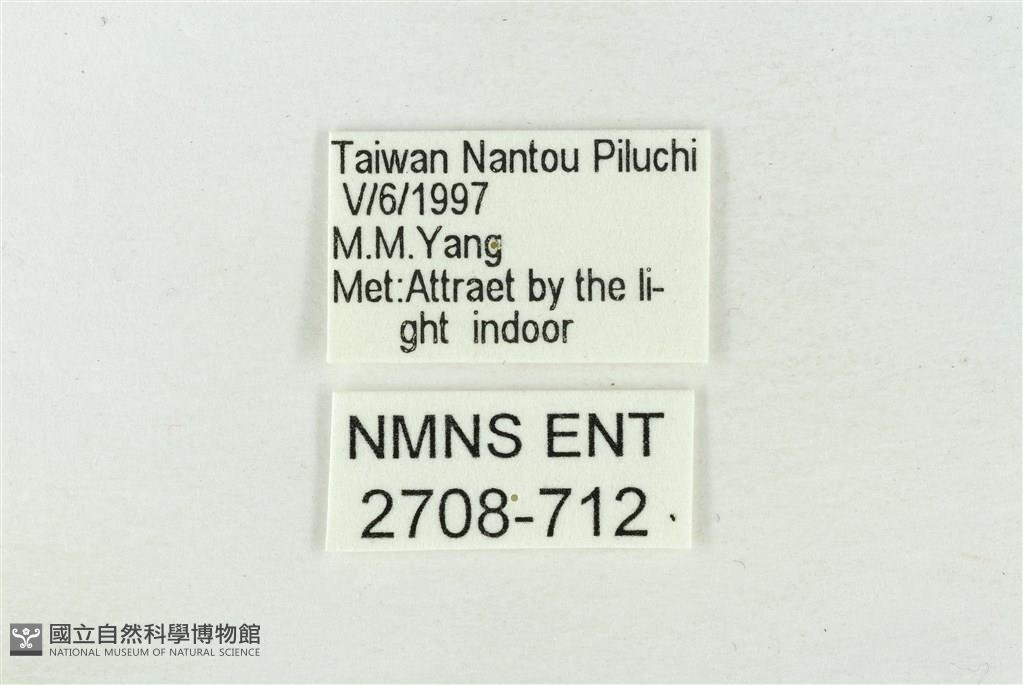 Taiwan Nantou Piluchi
V/6/1997
M.M.Yang
Met:Attraet by the li-
ght indoor
NMNS ENT
2708-712
國立自然科學博物館
NATIONAL MUSEUM OF NATURAL SCIENCE